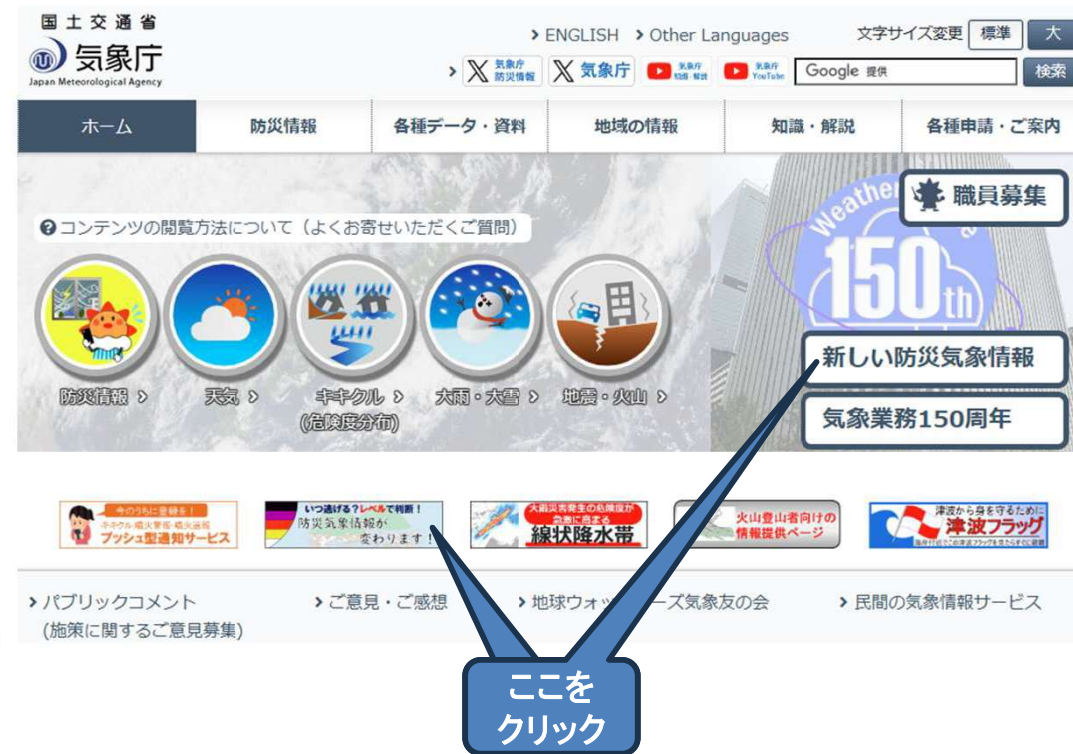 国土交通省
気象庁
Japan Meteorological Agency
ENGLISH Other Languages 文字サイズ変更 標準 大
気象庁
防災情報
気象庁
気象庁
知識・解説
気象庁
YouTube
Google 提供
検索
ホーム 防災情報 各種データ・資料 地域の情報 知識・解説 各種申請・ご案内
職員募集
コンテンツの閲覧方法について(よくお寄せいただくご質問)
Weather
150th
新しい防災気象情報
気象業務150周年
防災情報 天気 キキクル 大雨・大雪 地震・火山
(危険度分布)
今のうちに登録を!
キキクル・噴火警報・噴火速報
プッシュ型通知サービス
いつ逃げる?レベルで判断!
防災気象情報が
変わります!
大雨災害発生の危険度が
急激に高まる
線状降水帯
火山登山者向けの
情報提供ページ
津波から身を守るために
津波フラッグ
パブリックコメント
(施策に関するご意見募集)
ご意見・ご感想
地球ウォッ ーズ気象友の会
民間の気象情報サービス
ここを
クリック